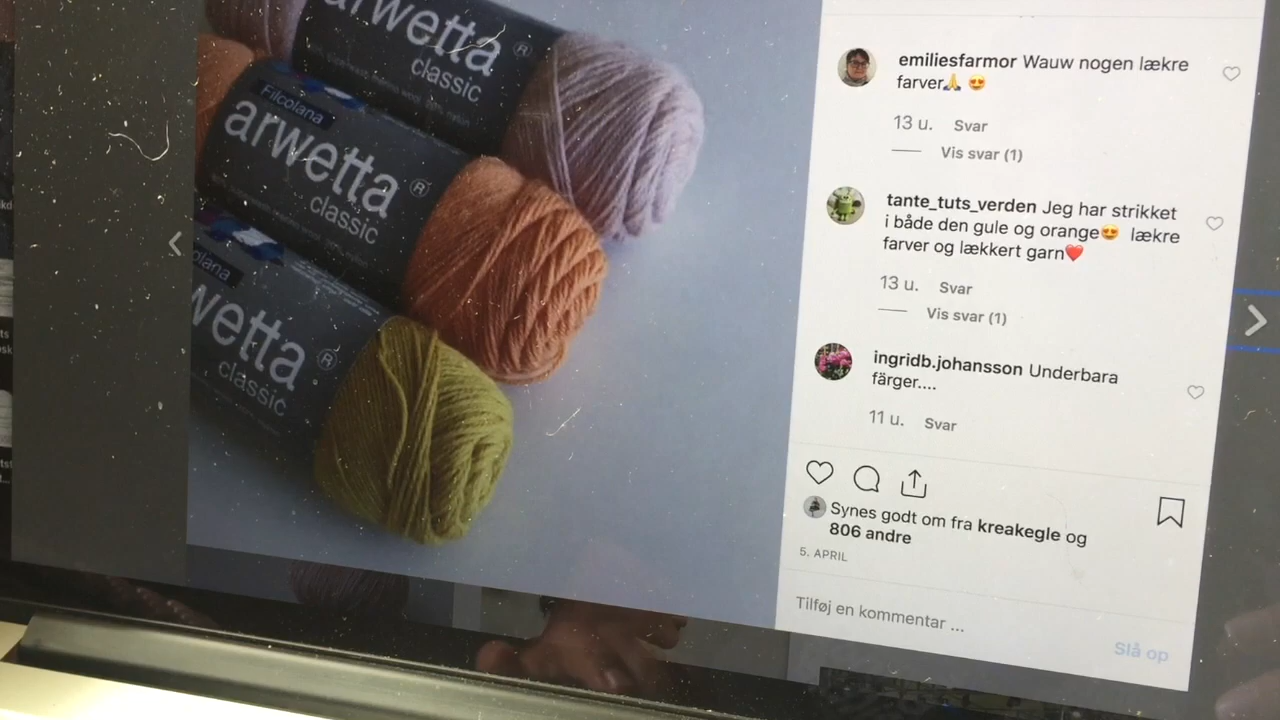 arwetta
®
classic
Filcolana
arwetta
®
classic
®
classic
emiliesfarmor Wauw nogen lækre
farver🙏 😍
13 u. Svar
Vis svar (1)
tante_tuts_verden Jeg har strikket
i både den gule og orange😍 lækre
farver og lækkert garn❤️
13 u. Svar
Vis svar (1)
ingridb.johansson Underbara
färger....
11 u. Svar
Synes godt om fra kreakegle og
806 andre
5. APRIL
Tilføj en kommentar ...
Slå op